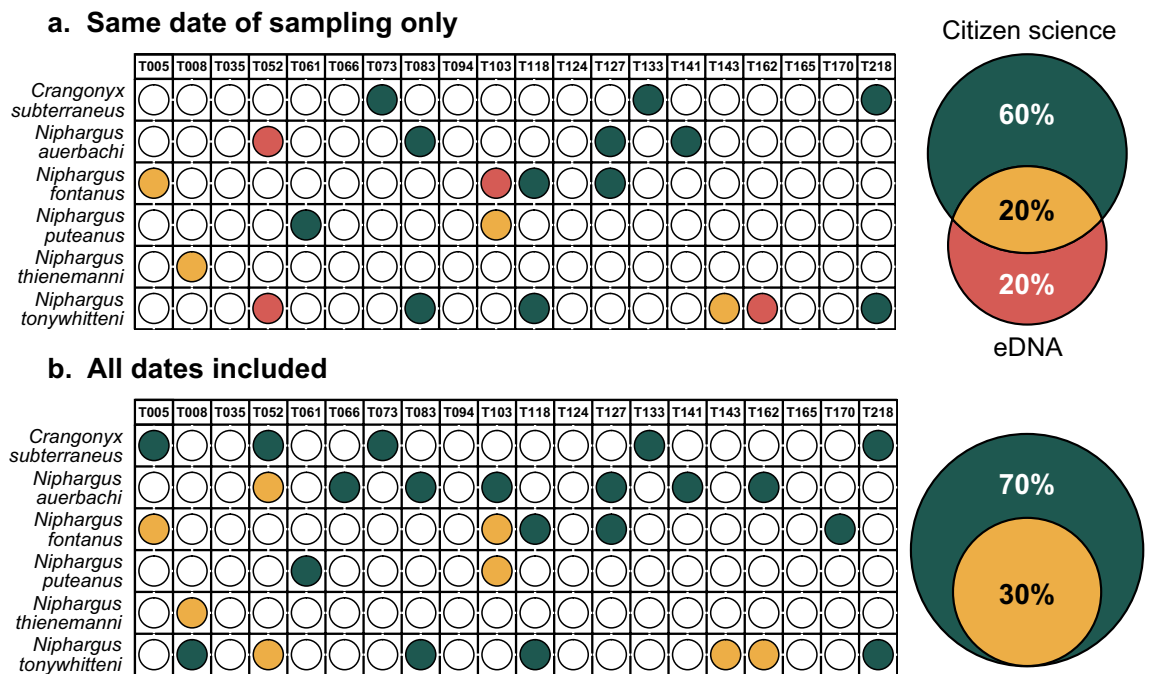 a. Same date of sampling only
Citizen science
T005 T008 T035 T052 T061 T066 T073 T083 T094 T103 T118 T124 T127 T133 T141 T143 T162 T165 T170 T218
Crangonyx
subterraneus
Niphargus
auerbachi
Niphargus
fontanus
Niphargus
puteanus
Niphargus
thienemanni
Niphargus
tonywhitteni
60%
20%
20%
eDNA
b. All dates included
T005 T008 T035 T052 T061 T066 T073 T083 T094 T103 T118 T124 T127 T133 T141 T143 T162 T165 T170 T218
Crangonyx
subterraneus
Niphargus
auerbachi
Niphargus
fontanus
Niphargus
puteanus
Niphargus
thienemanni
Niphargus
tonywhitteni
70%
30%